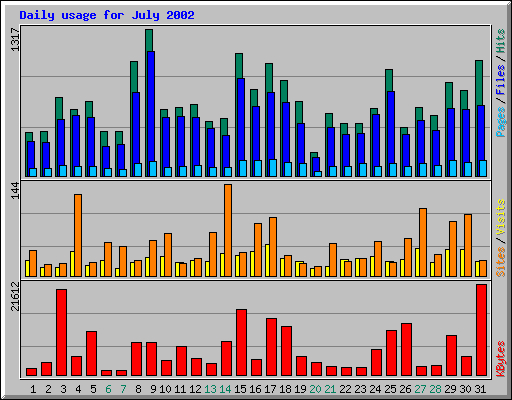 Daily usage for July 2002
1317
Pages / Files / Hits
144
Sites / Visits
21612
KBytes
1 2 3 4 5 6 7 8 9 10 11 12 13 14 15 16 17 18 19 20 21 22 23 24 25 26 27 28 29 30 31